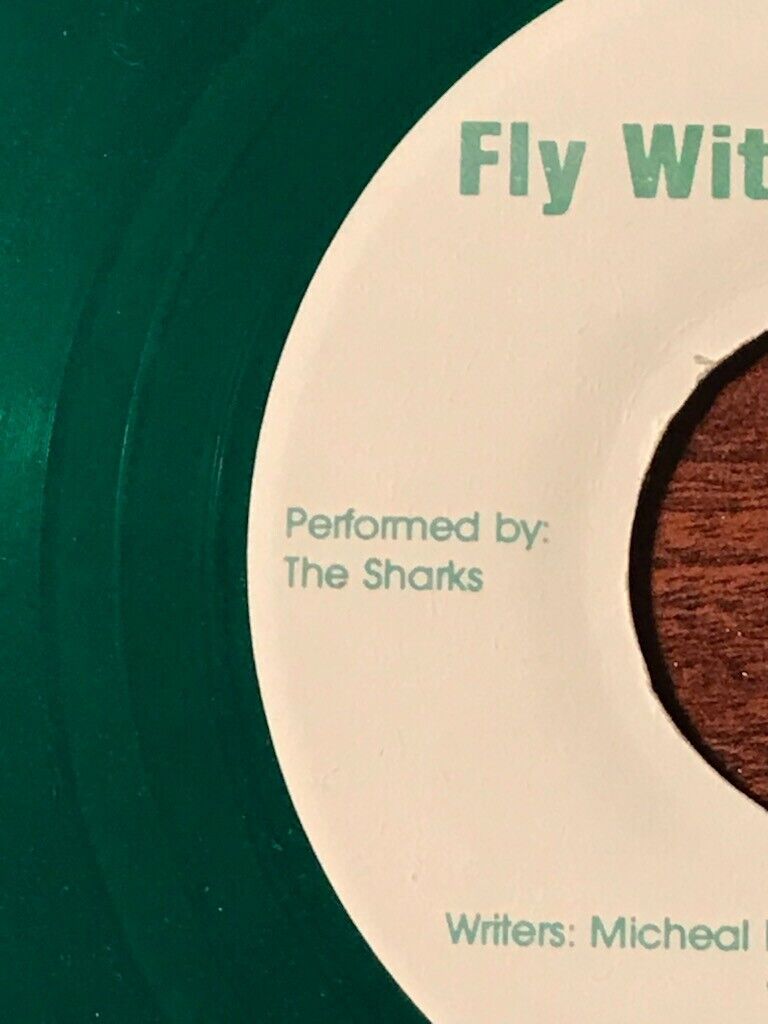 Fly Wit
Performed by:
The Sharks
Writers: Micheal